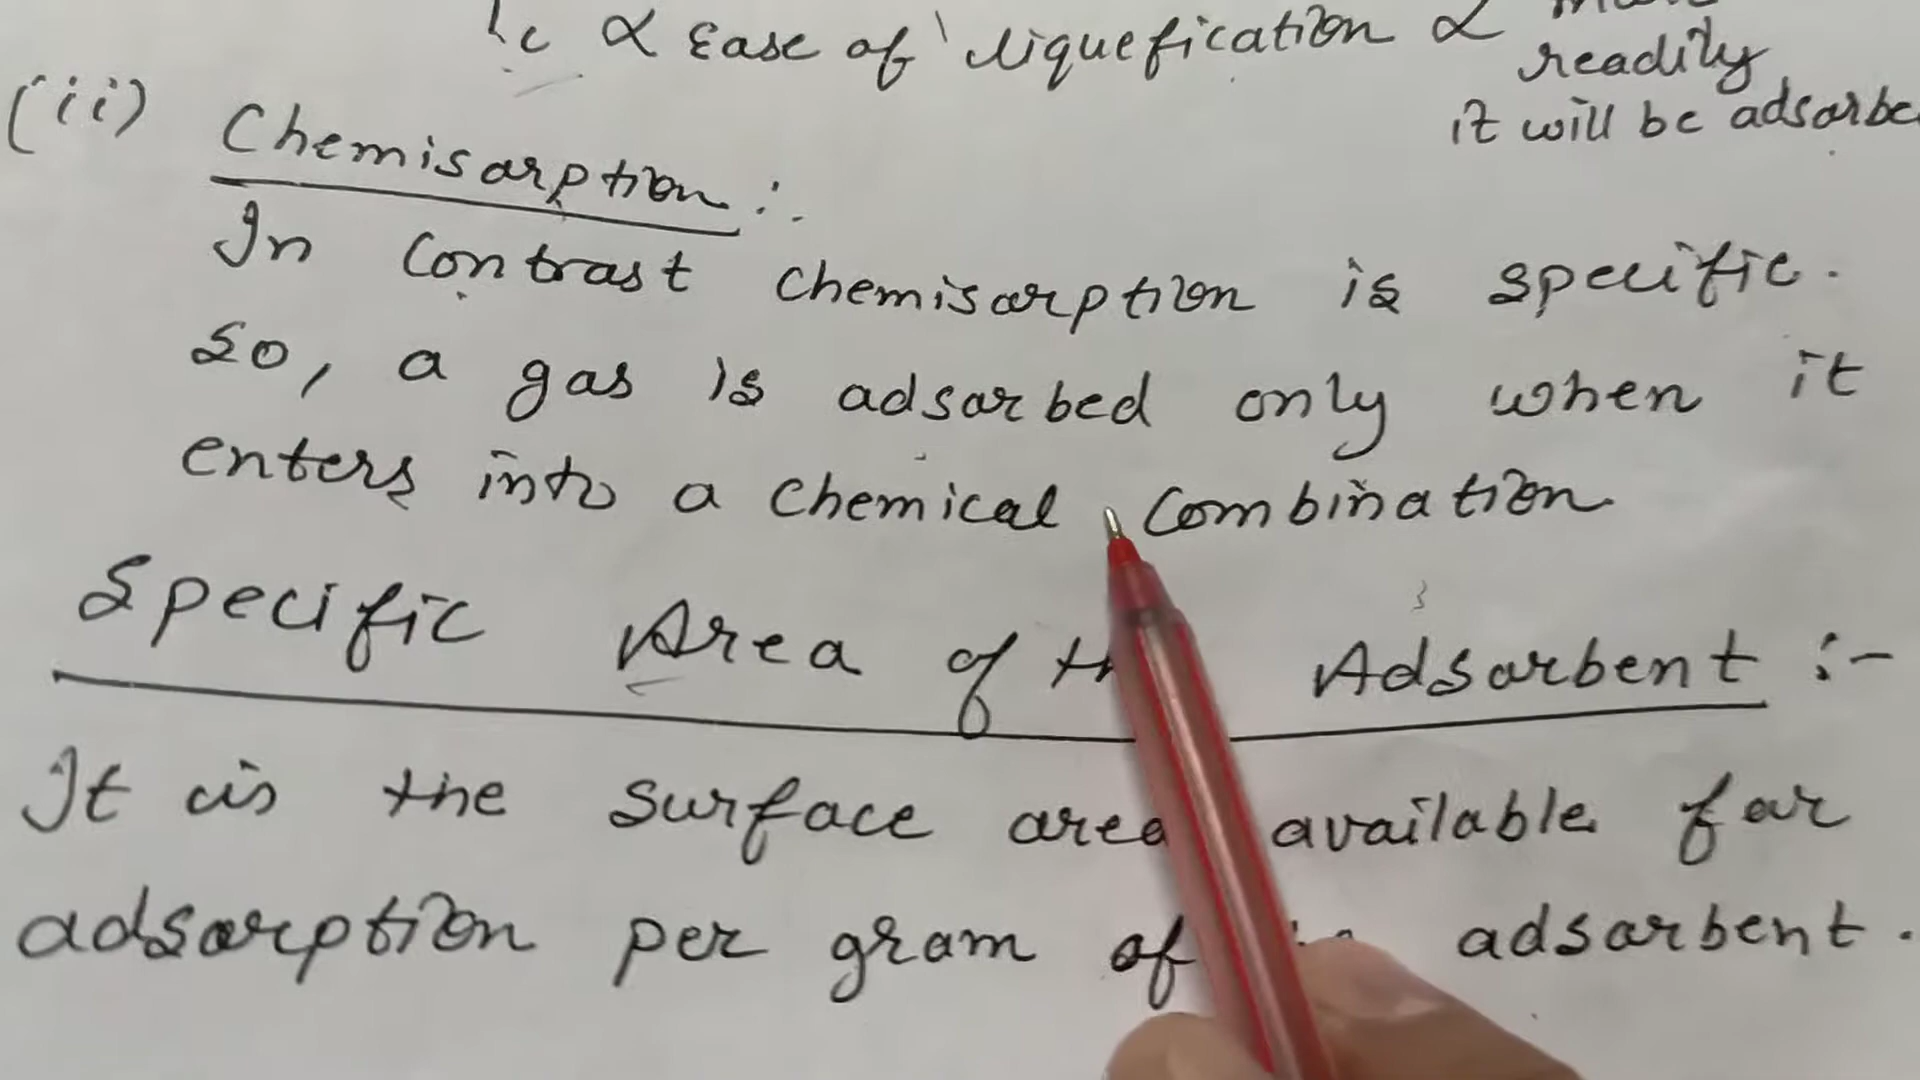 ∝ Ease of liquefication ∝
readily
it will be adsorbe
(ii) Chemisorption :.
In contrast chemisorption is specific.
So, a gas is adsorbed only when it
enters into a chemical combination
Specific Area of Adsorbent :-
It is the surface area available for
adsorption per gram of adsorbent.